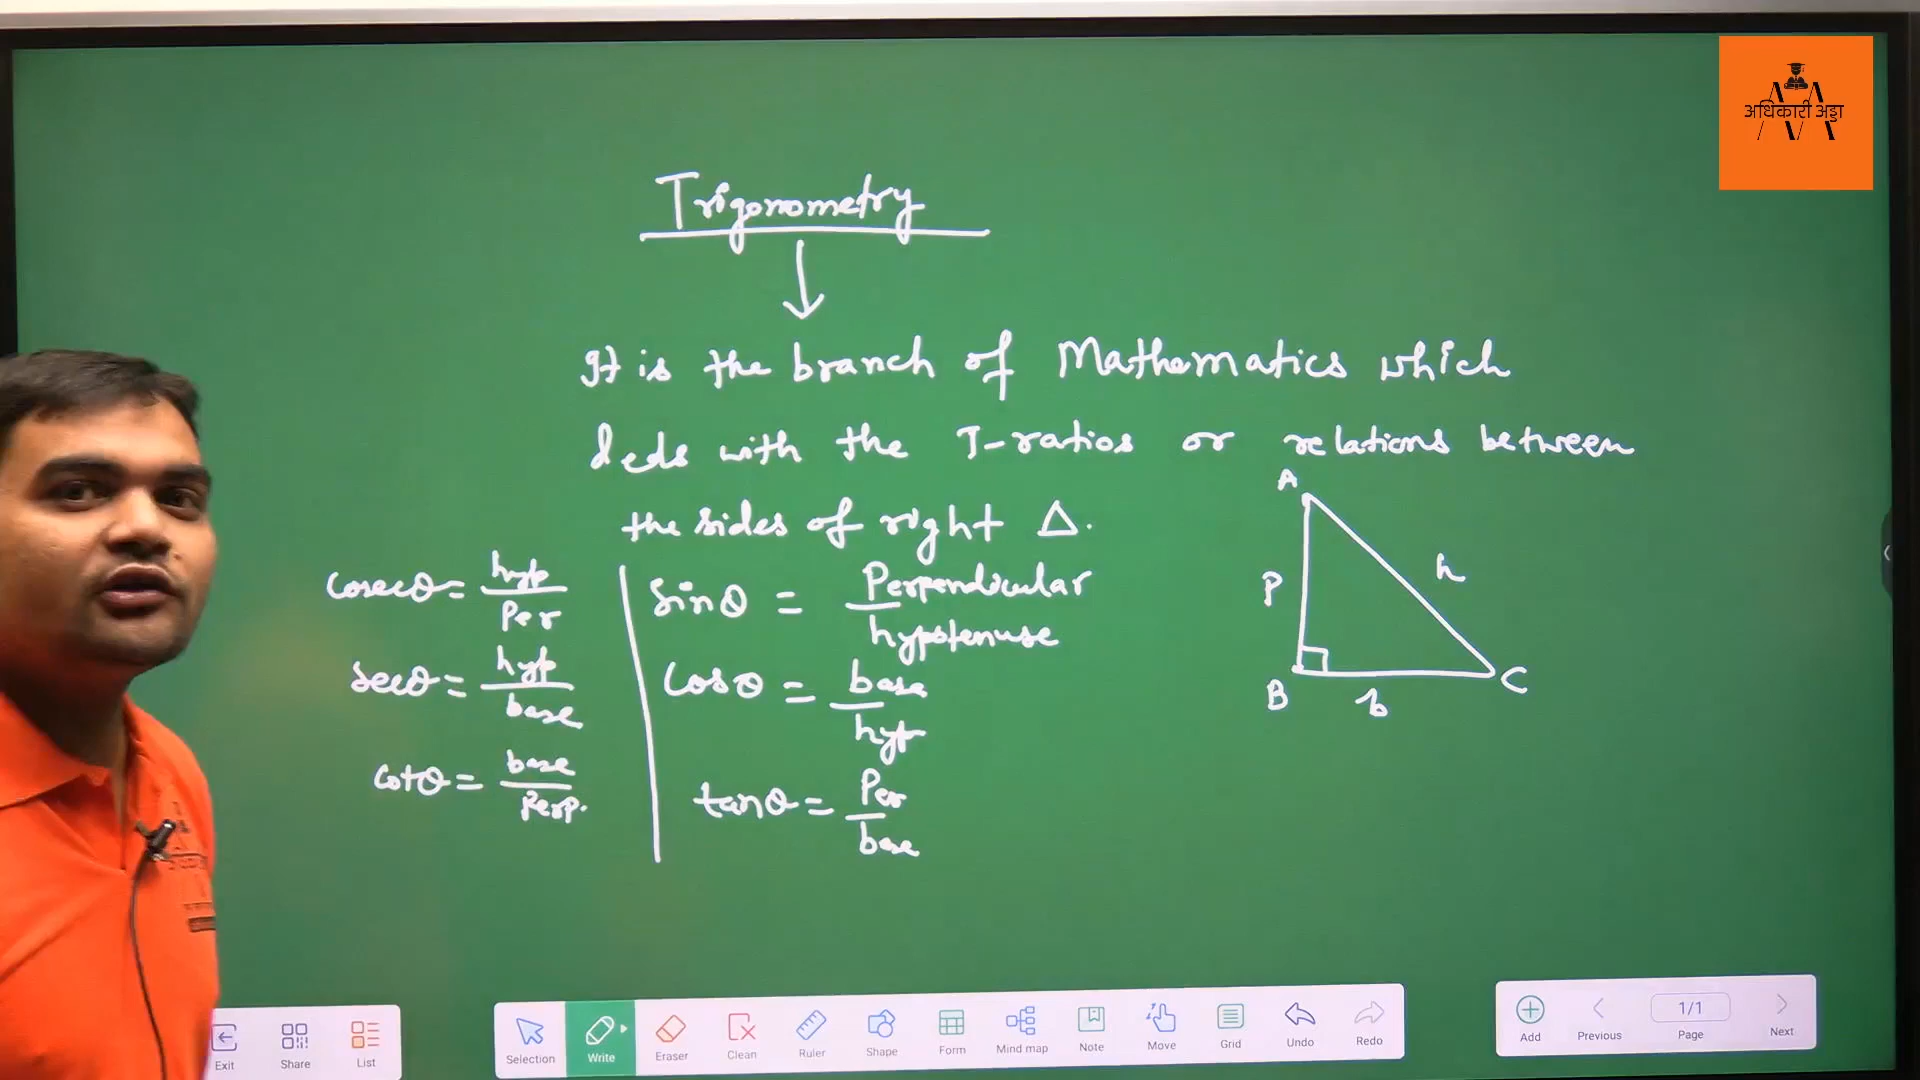 अधिकारी अड्डा
Trigonometry
It is the branch of Mathematics which
deals with the T-ratios or relations between
the sides of right Δ.
cosecθ = hyp/Per
secθ = hyp/base
cotθ = base/Perp.
sinθ = Perpendicular/hypotenuse
cosθ = base/hyp
tanθ = Per/base
A
P
h
B
b
C
Exit
Share
List
Selection
Write
Eraser
Clean
Ruler
Shape
Form
Mind map
Note
Move
Grid
Undo
Redo
Add
Previous
1/1
Page
Next